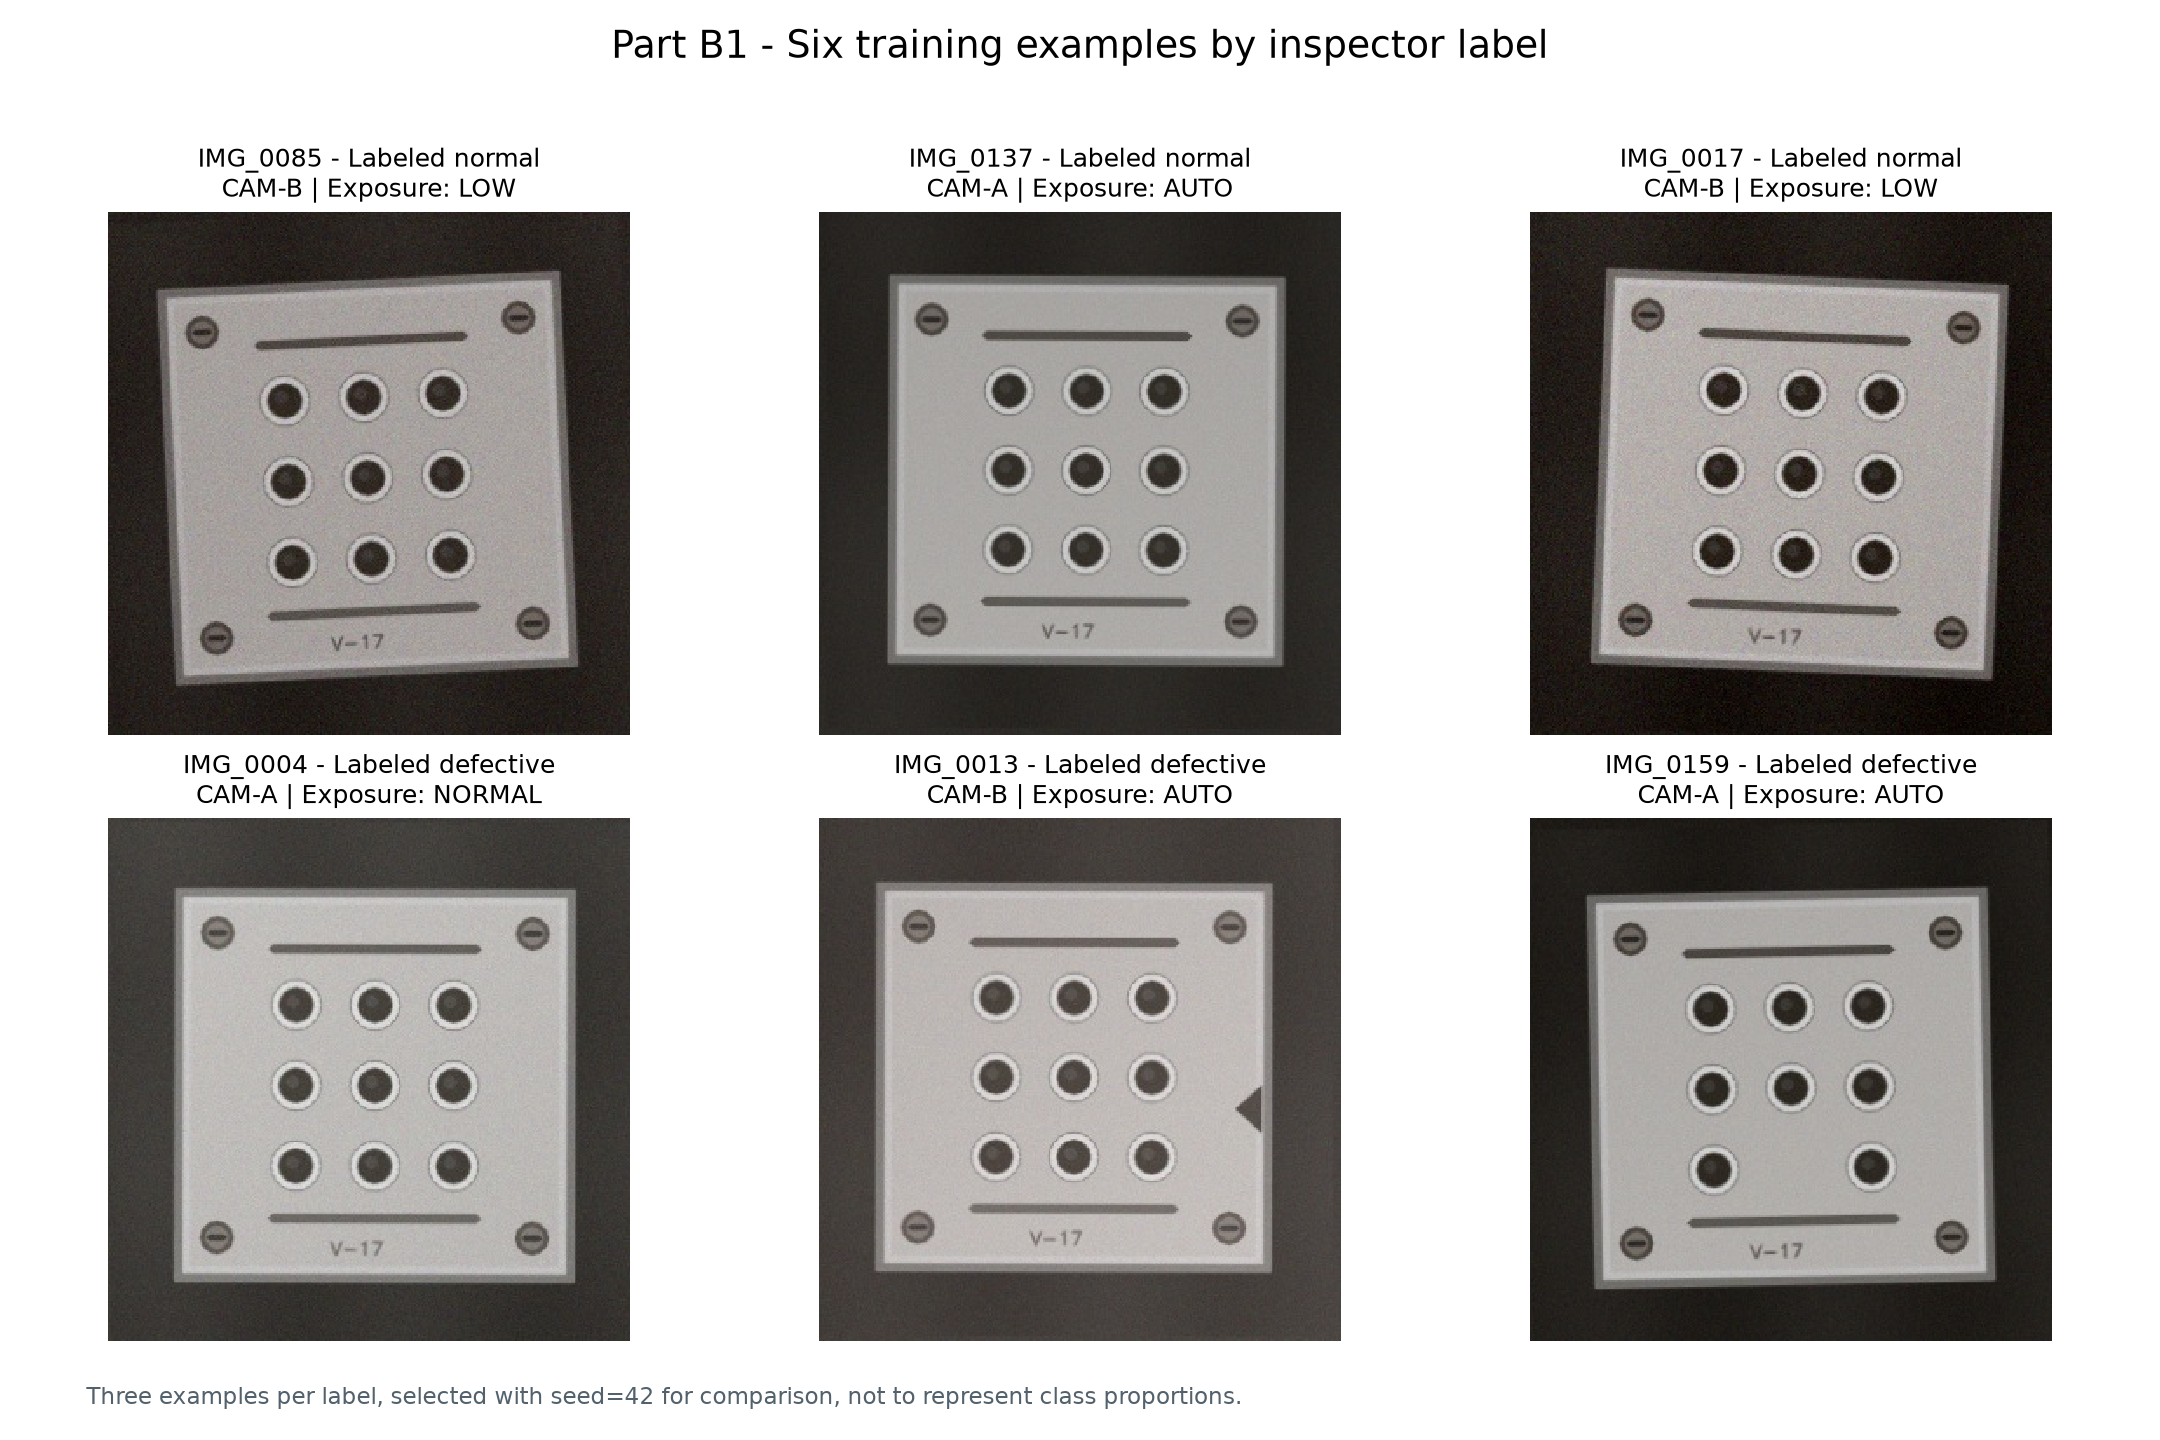 Part B1 - Six training examples by inspector label
IMG_0085 - Labeled normal
CAM-B | Exposure: LOW
IMG_0137 - Labeled normal
CAM-A | Exposure: AUTO
IMG_0017 - Labeled normal
CAM-B | Exposure: LOW
V-17
V-17
V-17
IMG_0004 - Labeled defective
CAM-A | Exposure: NORMAL
IMG_0013 - Labeled defective
CAM-B | Exposure: AUTO
IMG_0159 - Labeled defective
CAM-A | Exposure: AUTO
V-17
V-17
V-17
Three examples per label, selected with seed=42 for comparison, not to represent class proportions.